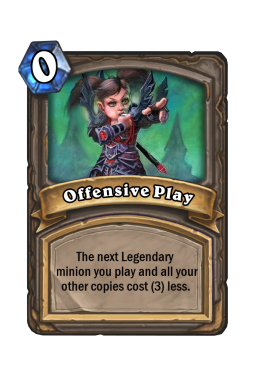 0
Offensive Play
The next Legendary
minion you play and all your
other copies cost (3) less.